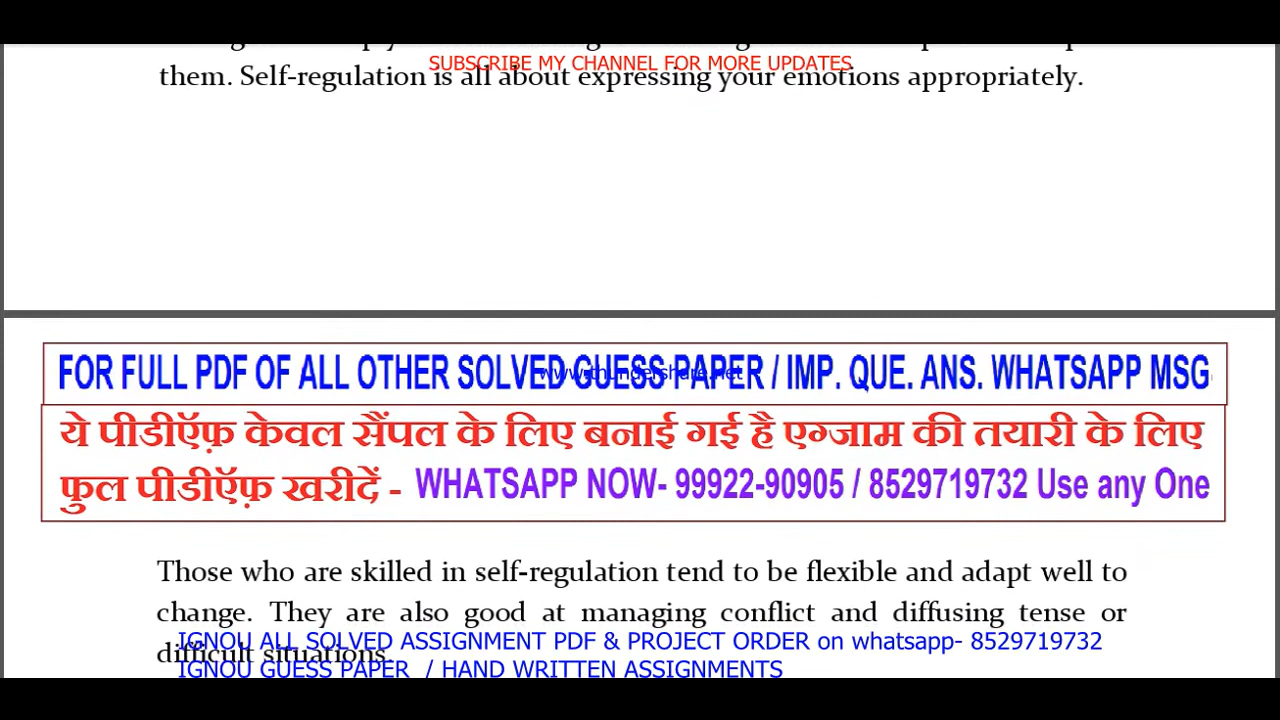 SUBSCRIBE MY CHANNEL FOR MORE UPDATES
them. Self-regulation is all about expressing your emotions appropriately.
FOR FULL PDF OF ALL OTHER SOLVED GUESS PAPER / IMP. QUE. ANS. WHATSAPP MSG
www.thundershare.net
ये पीडीऍफ़ केवल सैंपल के लिए बनाई गई है एग्जाम की तयारी के लिए
फुल पीडीऍफ़ खरीदें - WHATSAPP NOW- 99922-90905 / 8529719732 Use any One
Those who are skilled in self-regulation tend to be flexible and adapt well to
change. They are also good at managing conflict and diffusing tense or
IGNOU ALL SOLVED ASSIGNMENT PDF & PROJECT ORDER on whatsapp- 8529719732
difficult situations.
IGNOU GUESS PAPER / HAND WRITTEN ASSIGNMENTS